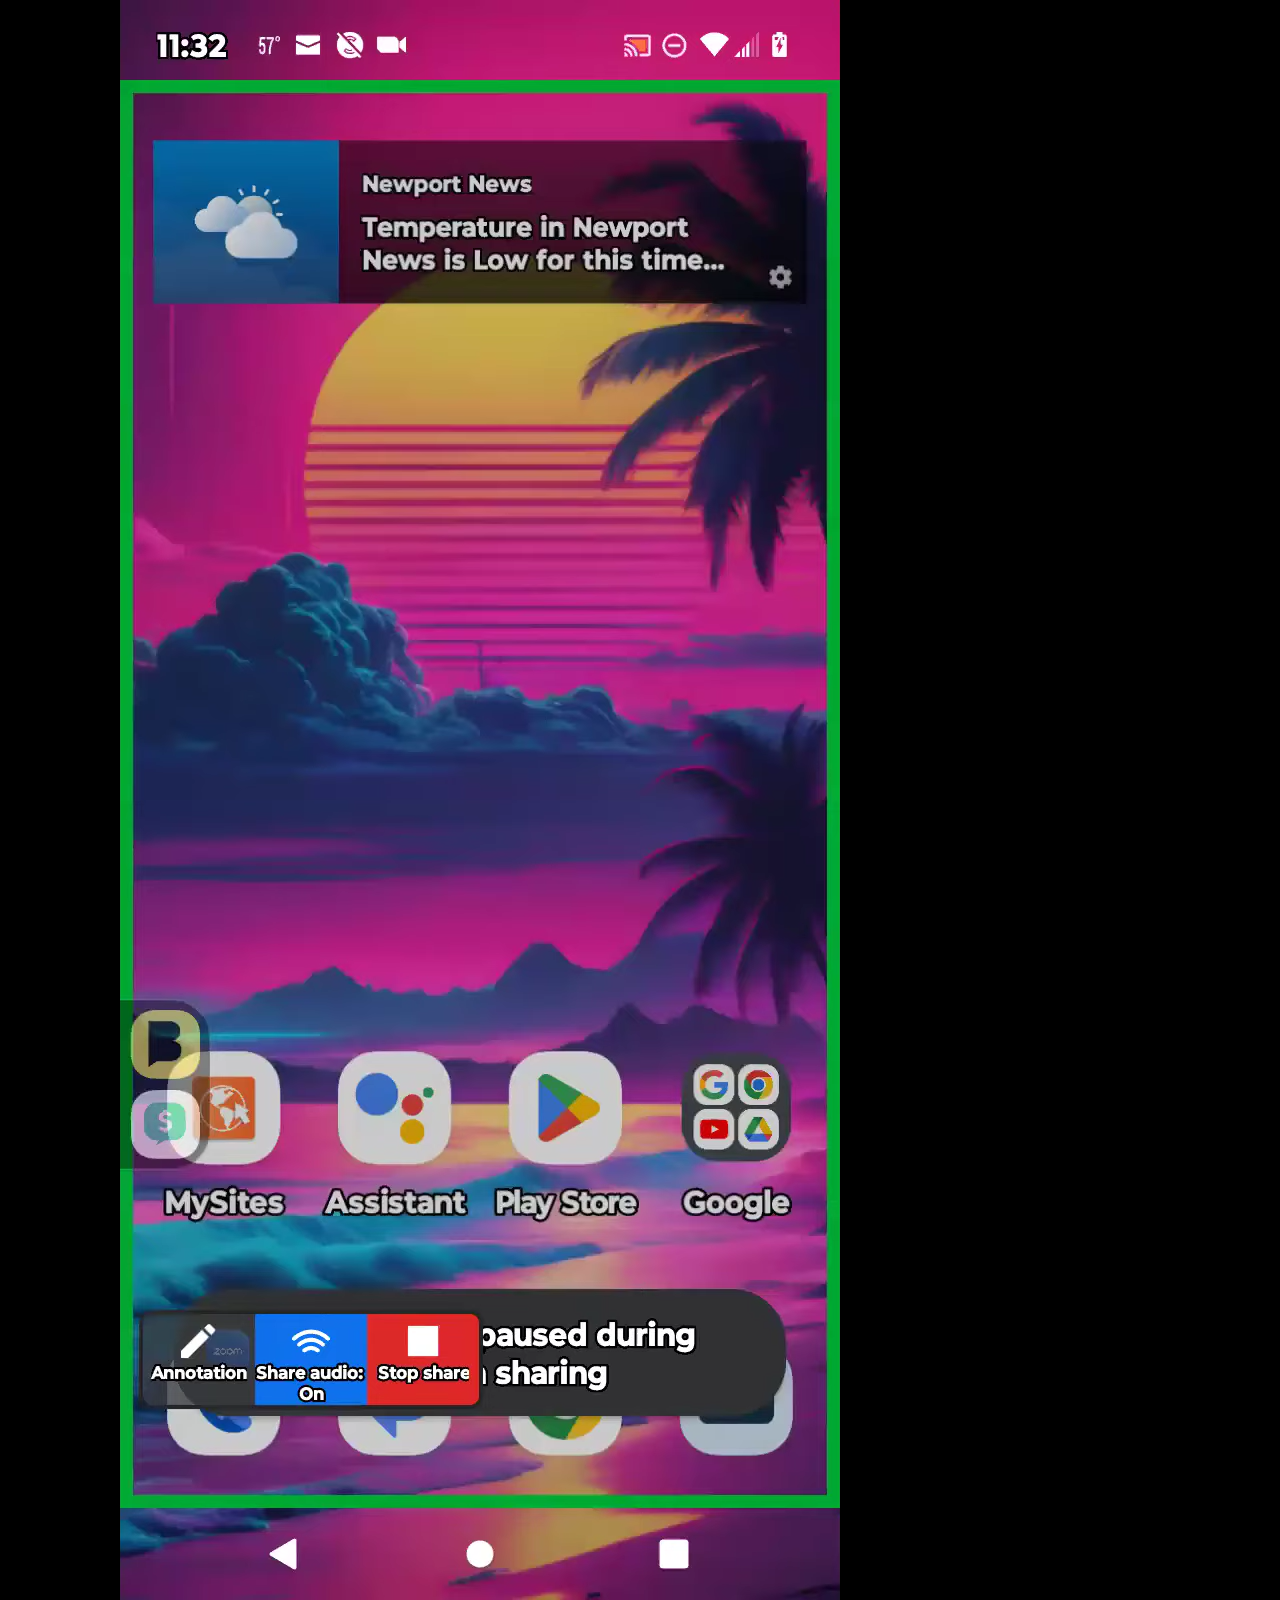 11:32 57°
Newport News
Temperature in Newport
News is Low for this time...
MySites Assistant Play Store Google
paused during
sharing
zoom
Annotation Share audio: Stop share
On